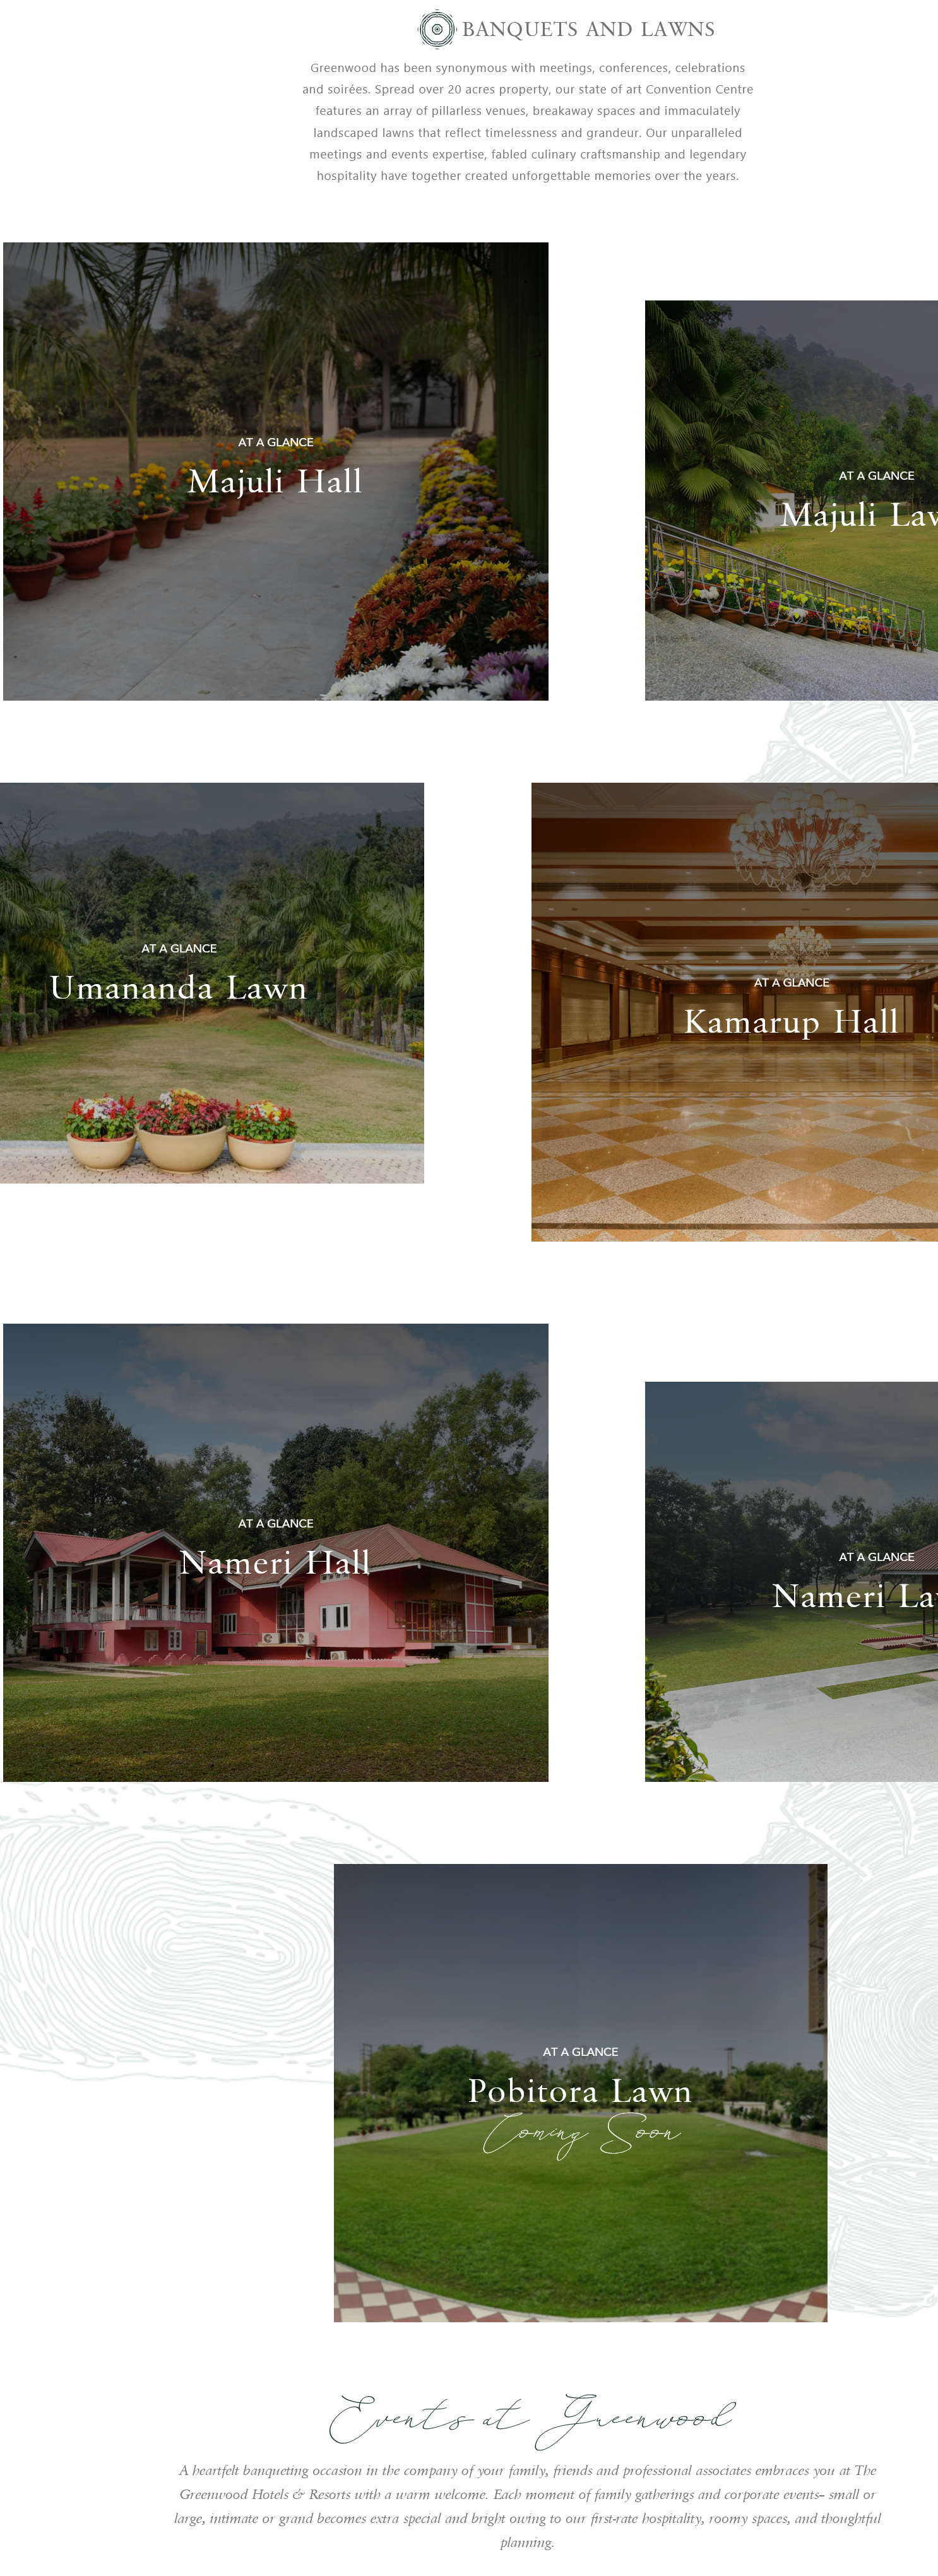 BANQUETS AND LAWNS
Greenwood has been synonymous with meetings, conferences, celebrations
and soirées. Spread over 20 acres property, our state of art Convention Centre
features an array of pillarless venues, breakaway spaces and immaculately
landscaped lawns that reflect timelessness and grandeur. Our unparalleled
meetings and events expertise, fabled culinary craftsmanship and legendary
hospitality have together created unforgettable memories over the years.
AT A GLANCE
Majuli Hall
AT A GLANCE
Majuli
AT A GLANCE
Umananda Lawn
AT A GLANCE
Kamarup Hall
AT A GLANCE
Nameri Hall
AT A GLANCE
Nameri
AT A GLANCE
Pobitora Lawn
Coming Soon
Events at Greenwood
A heartfelt banqueting occasion in the company of your family, friends and professional associates embraces you at The
Greenwood Hotels & Resorts with a warm welcome. Each moment of family gatherings and corporate events– small or
large, intimate or grand becomes extra special and bright owing to our first-rate hospitality, roomy spaces, and thoughtful
planning.